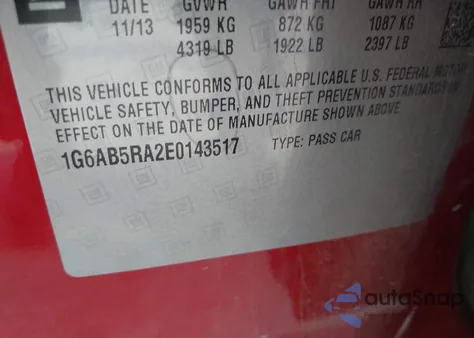 DATE GVWR GAWR FRT GAWR RR
11/13 1959 KG 872 KG 1087 KG
4319 LB 1922 LB 2397 LB
THIS VEHICLE CONFORMS TO ALL APPLICABLE U.S. FEDERAL MOTOR
VEHICLE SAFETY, BUMPER, AND THEFT PREVENTION STANDARDS IN
EFFECT ON THE DATE OF MANUFACTURE SHOWN ABOVE
1G6AB5RA2E0143517 TYPE: PASS CAR
autoSnap